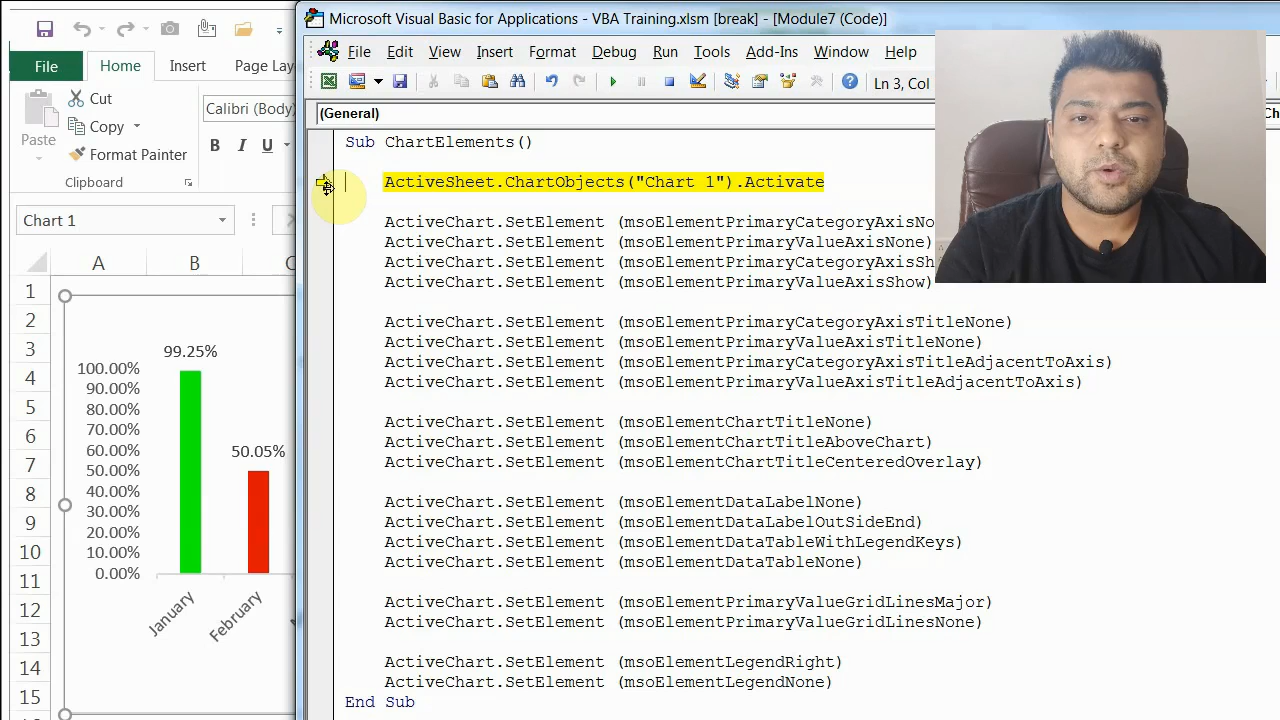 Microsoft Visual Basic for Applications - VBA Training.xlsm [break] - [Module7 (Code)]
File Edit View Insert Format Debug Run Tools Add-Ins Window Help
Ln 3, Col
(General)
Sub ChartElements()
ActiveSheet.ChartObjects("Chart 1").Activate
ActiveChart.SetElement (msoElementPrimaryCategoryAxisNo
ActiveChart.SetElement (msoElementPrimaryValueAxisNone)
ActiveChart.SetElement (msoElementPrimaryCategoryAxisSh
ActiveChart.SetElement (msoElementPrimaryValueAxisShow)
ActiveChart.SetElement (msoElementPrimaryCategoryAxisTitleNone)
ActiveChart.SetElement (msoElementPrimaryValueAxisTitleNone)
ActiveChart.SetElement (msoElementPrimaryCategoryAxisTitleAdjacentToAxis)
ActiveChart.SetElement (msoElementPrimaryValueAxisTitleAdjacentToAxis)
ActiveChart.SetElement (msoElementChartTitleNone)
ActiveChart.SetElement (msoElementChartTitleAboveChart)
ActiveChart.SetElement (msoElementChartTitleCenteredOverlay)
ActiveChart.SetElement (msoElementDataLabelNone)
ActiveChart.SetElement (msoElementDataLabelOutSideEnd)
ActiveChart.SetElement (msoElementDataTableWithLegendKeys)
ActiveChart.SetElement (msoElementDataTableNone)
ActiveChart.SetElement (msoElementPrimaryValueGridLinesMajor)
ActiveChart.SetElement (msoElementPrimaryValueGridLinesNone)
ActiveChart.SetElement (msoElementLegendRight)
ActiveChart.SetElement (msoElementLegendNone)
End Sub
File Home Insert Page Lay
Paste
Cut
Copy
Format Painter
Calibri (Body)
B I U
Clipboard
Chart 1
A B C
1
2
3
4
5
6
7
8
9
10
11
12
13
14
15
99.25%
50.05%
100.00%
90.00%
80.00%
70.00%
60.00%
50.00%
40.00%
30.00%
20.00%
10.00%
0.00%
January
February